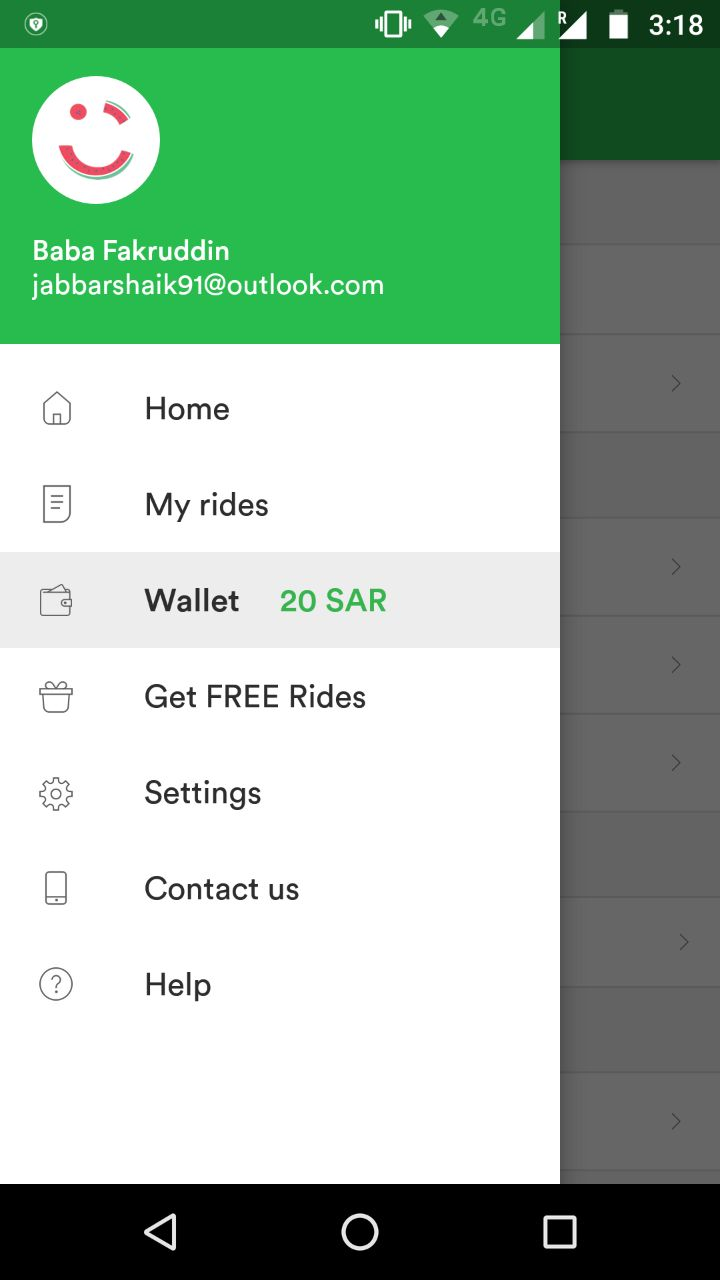 4G R 3:18
Baba Fakruddin
jabbarshaik91@outlook.com
Home
My rides
Wallet 20 SAR
Get FREE Rides
Settings
Contact us
Help